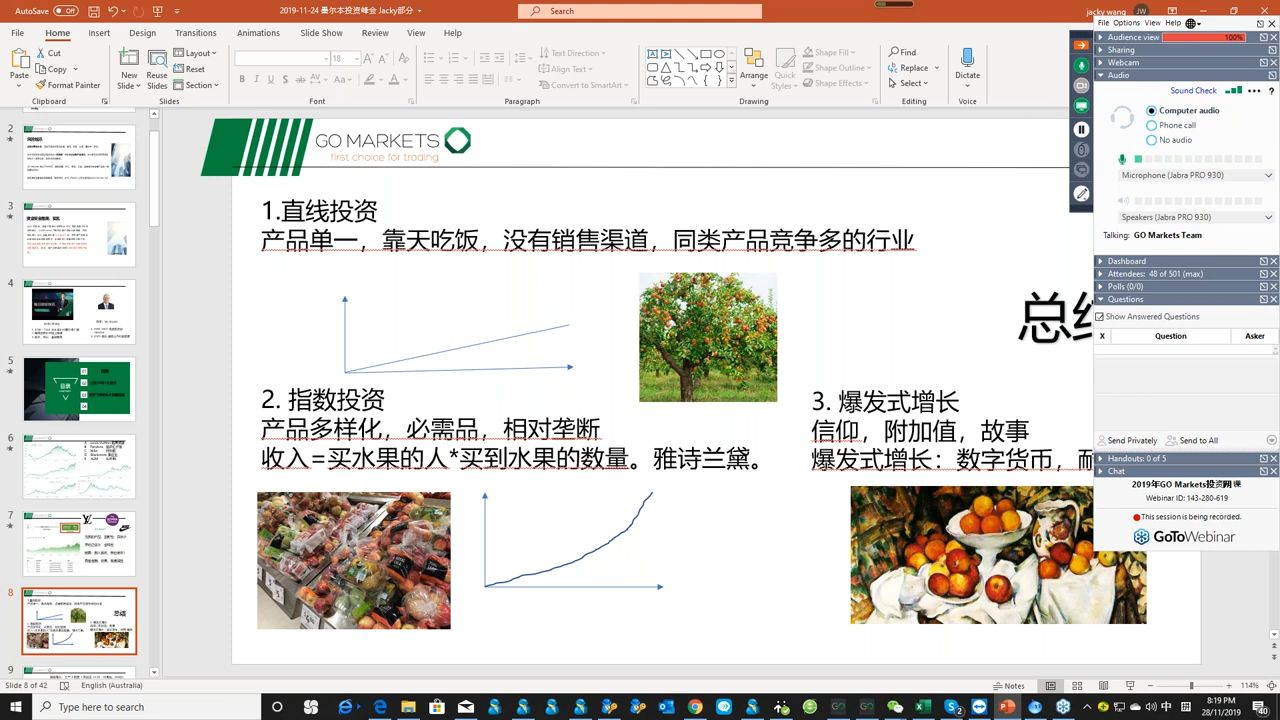 AutoSave Off
2019-11-24 墨尔本投资峰会 Jacky部分
Search
File Home Insert Design Transitions Animations Slide Show Review View Help
Paste
Cut
Copy
Format Painter
Clipboard
New Slide
Reuse Slides
Layout
Reset
Section
Slides
18
Font
Text Direction
Align Text
Convert to SmartArt
Paragraph
Arrange
Quick Styles
Shape Fill
Shape Outline
Shape Effects
Drawing
Find
Replace
Select
Editing
Dictate
Voice
2
3
4
5
6
7
8
9
GO MARKETS
first choice for trading
1.直线投资
产品单一，靠天吃饭，没有销售渠道，同类产品竞争多的行业
2. 指数投资
产品多样化，必需品，相对垄断
收入=买水果的人*买到水果的数量。雅诗兰黛。
3. 爆发式增长
信仰，附加值，故事
爆发式增长：数字货币，
File Options View Help
Audience view 100%
Sharing
Webcam
Audio
Sound Check
?
Computer audio
Phone call
No audio
Microphone (Jabra PRO 930)
Speakers (Jabra PRO 930)
Talking: GO Markets Team
Dashboard
Attendees: 48 of 501 (max)
Polls (0/0)
Questions
Show Answered Questions
X Question Asker
Send Privately Send to All
Handouts: 0 of 5
Chat
2019年GO Markets投资网课
Webinar ID: 143-280-619
This session is being recorded.
GoToWebinar
Slide 8 of 42
English (Australia)
Notes
114%
Type here to search
8:19 PM
28/11/2019